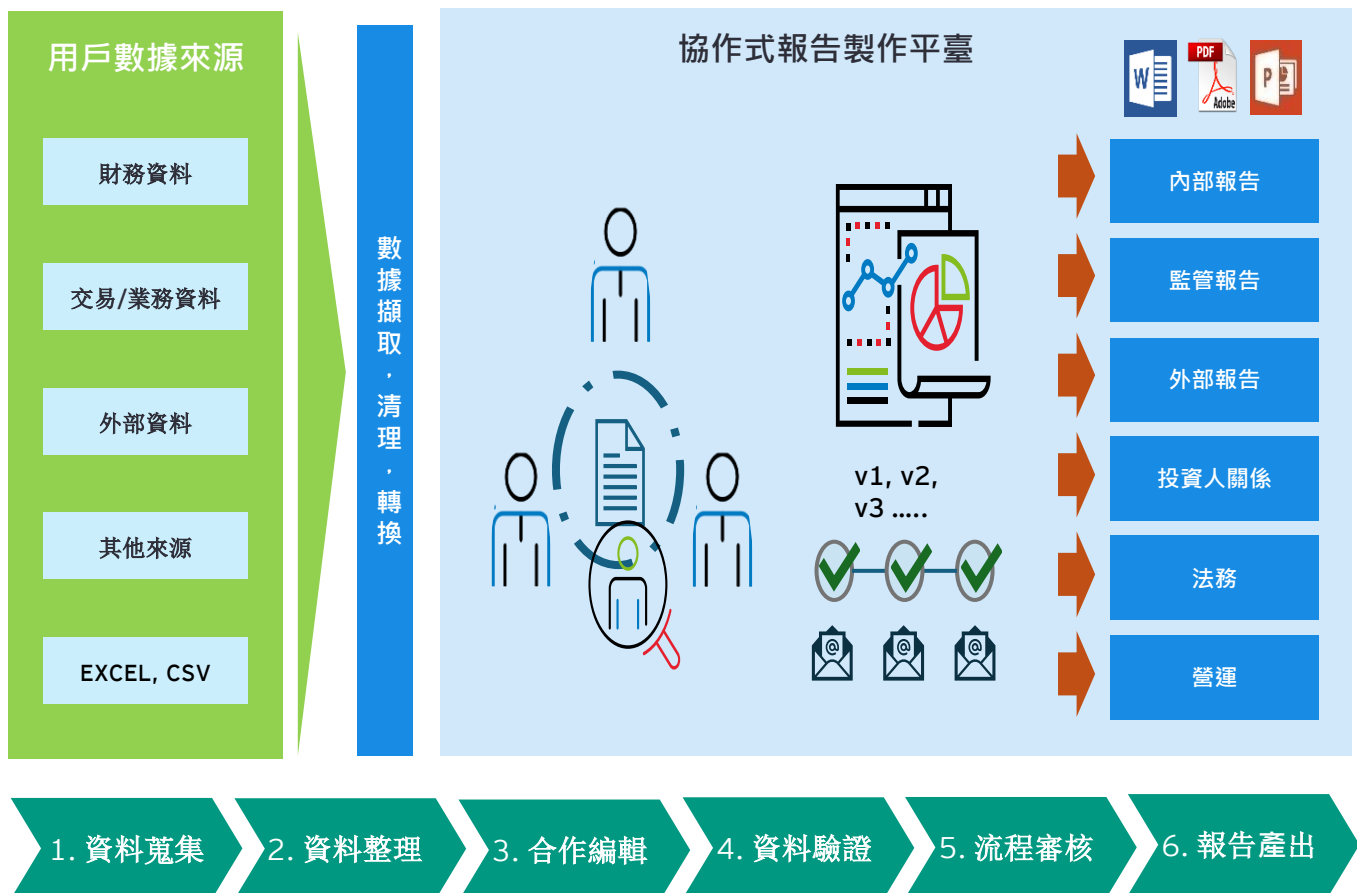 用戶數據來源
財務資料
交易/業務資料
外部資料
其他來源
EXCEL, CSV
數據擷取，清理，轉換
協作式報告製作平臺
W
PDF
Adobe
P
內部報告
監管報告
外部報告
投資人關係
法務
營運
v1, v2,
v3 .....
@
@
@
1. 資料蒐集
2. 資料整理
3. 合作編輯
4. 資料驗證
5. 流程審核
6. 報告產出